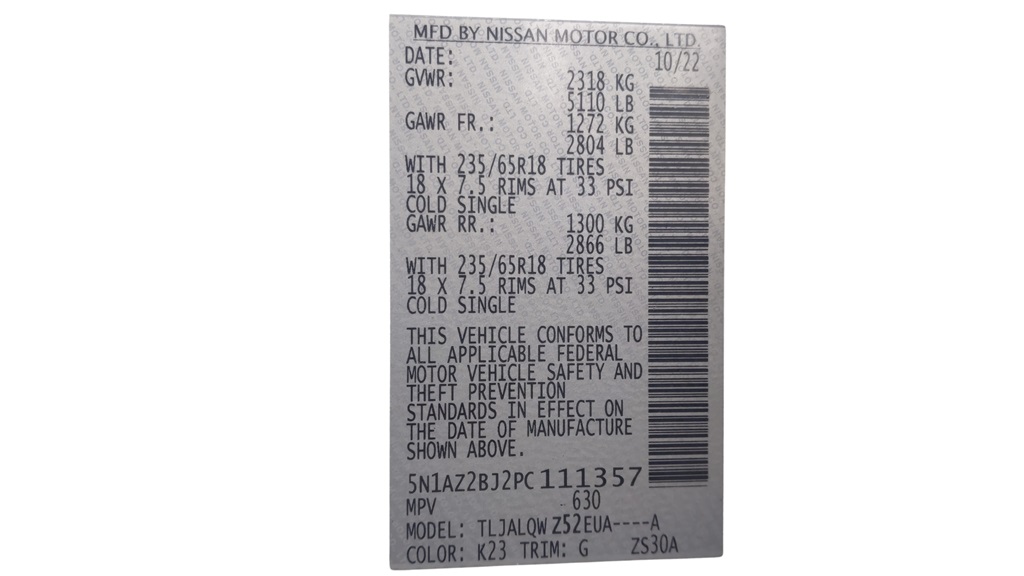 MFD BY NISSAN MOTOR CO., LTD.
DATE: 10/22
GVWR: 2318 KG
5110 LB
GAWR FR.: 1272 KG
2804 LB
WITH 235/65R18 TIRES
18 X 7.5 RIMS AT 33 PSI
COLD SINGLE
GAWR RR.: 1300 KG
2866 LB
WITH 235/65R18 TIRES
18 X 7.5 RIMS AT 33 PSI
COLD SINGLE
THIS VEHICLE CONFORMS TO
ALL APPLICABLE FEDERAL
MOTOR VEHICLE SAFETY AND
THEFT PREVENTION
STANDARDS IN EFFECT ON
THE DATE OF MANUFACTURE
SHOWN ABOVE.
5N1AZ2BJ2PC111357
MPV 630
MODEL: TLJALQWZ52EUA----A
COLOR: K23 TRIM: G ZS30A